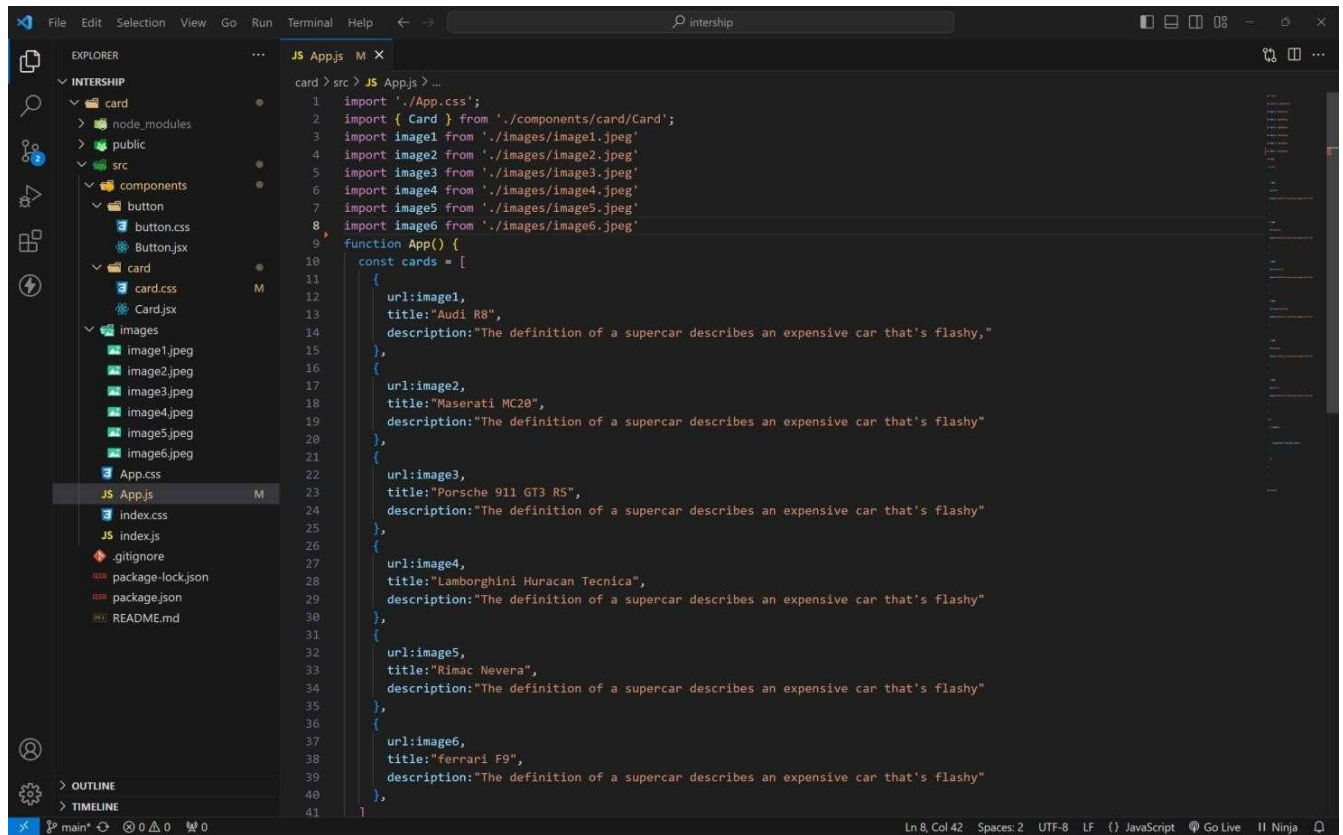 File Edit Selection View Go Run Terminal Help
intership
EXPLORER
INTERSHIP
card
node_modules
public
src
components
button
button.css
Button.jsx
card
card.css M
Card.jsx
images
image1.jpeg
image2.jpeg
image3.jpeg
image4.jpeg
image5.jpeg
image6.jpeg
App.css
JS App.js M
index.css
JS index.js
.gitignore
package-lock.json
package.json
README.md
OUTLINE
TIMELINE
JS App.js M
card > src > JS App.js > ...
1 import './App.css';
2 import { Card } from './components/card/Card';
3 import image1 from './images/image1.jpeg'
4 import image2 from './images/image2.jpeg'
5 import image3 from './images/image3.jpeg'
6 import image4 from './images/image4.jpeg'
7 import image5 from './images/image5.jpeg'
8 import image6 from './images/image6.jpeg'
9 function App() {
10 const cards = [
11 {
12 url:image1,
13 title:"Audi R8",
14 description:"The definition of a supercar describes an expensive car that's flashy,"
15 },
16 {
17 url:image2,
18 title:"Maserati MC20",
19 description:"The definition of a supercar describes an expensive car that's flashy"
20 },
21 {
22 url:image3,
23 title:"Porsche 911 GT3 RS",
24 description:"The definition of a supercar describes an expensive car that's flashy"
25 },
26 {
27 url:image4,
28 title:"Lamborghini Huracan Tecnica",
29 description:"The definition of a supercar describes an expensive car that's flashy"
30 },
31 {
32 url:image5,
33 title:"Rimac Nevera",
34 description:"The definition of a supercar describes an expensive car that's flashy"
35 },
36 {
37 url:image6,
38 title:"ferrari F9",
39 description:"The definition of a supercar describes an expensive car that's flashy"
40 },
41 ]
main* 0 0 0 Ln 8, Col 42 Spaces: 2 UTF-8 LF {} JavaScript Go Live Ninja